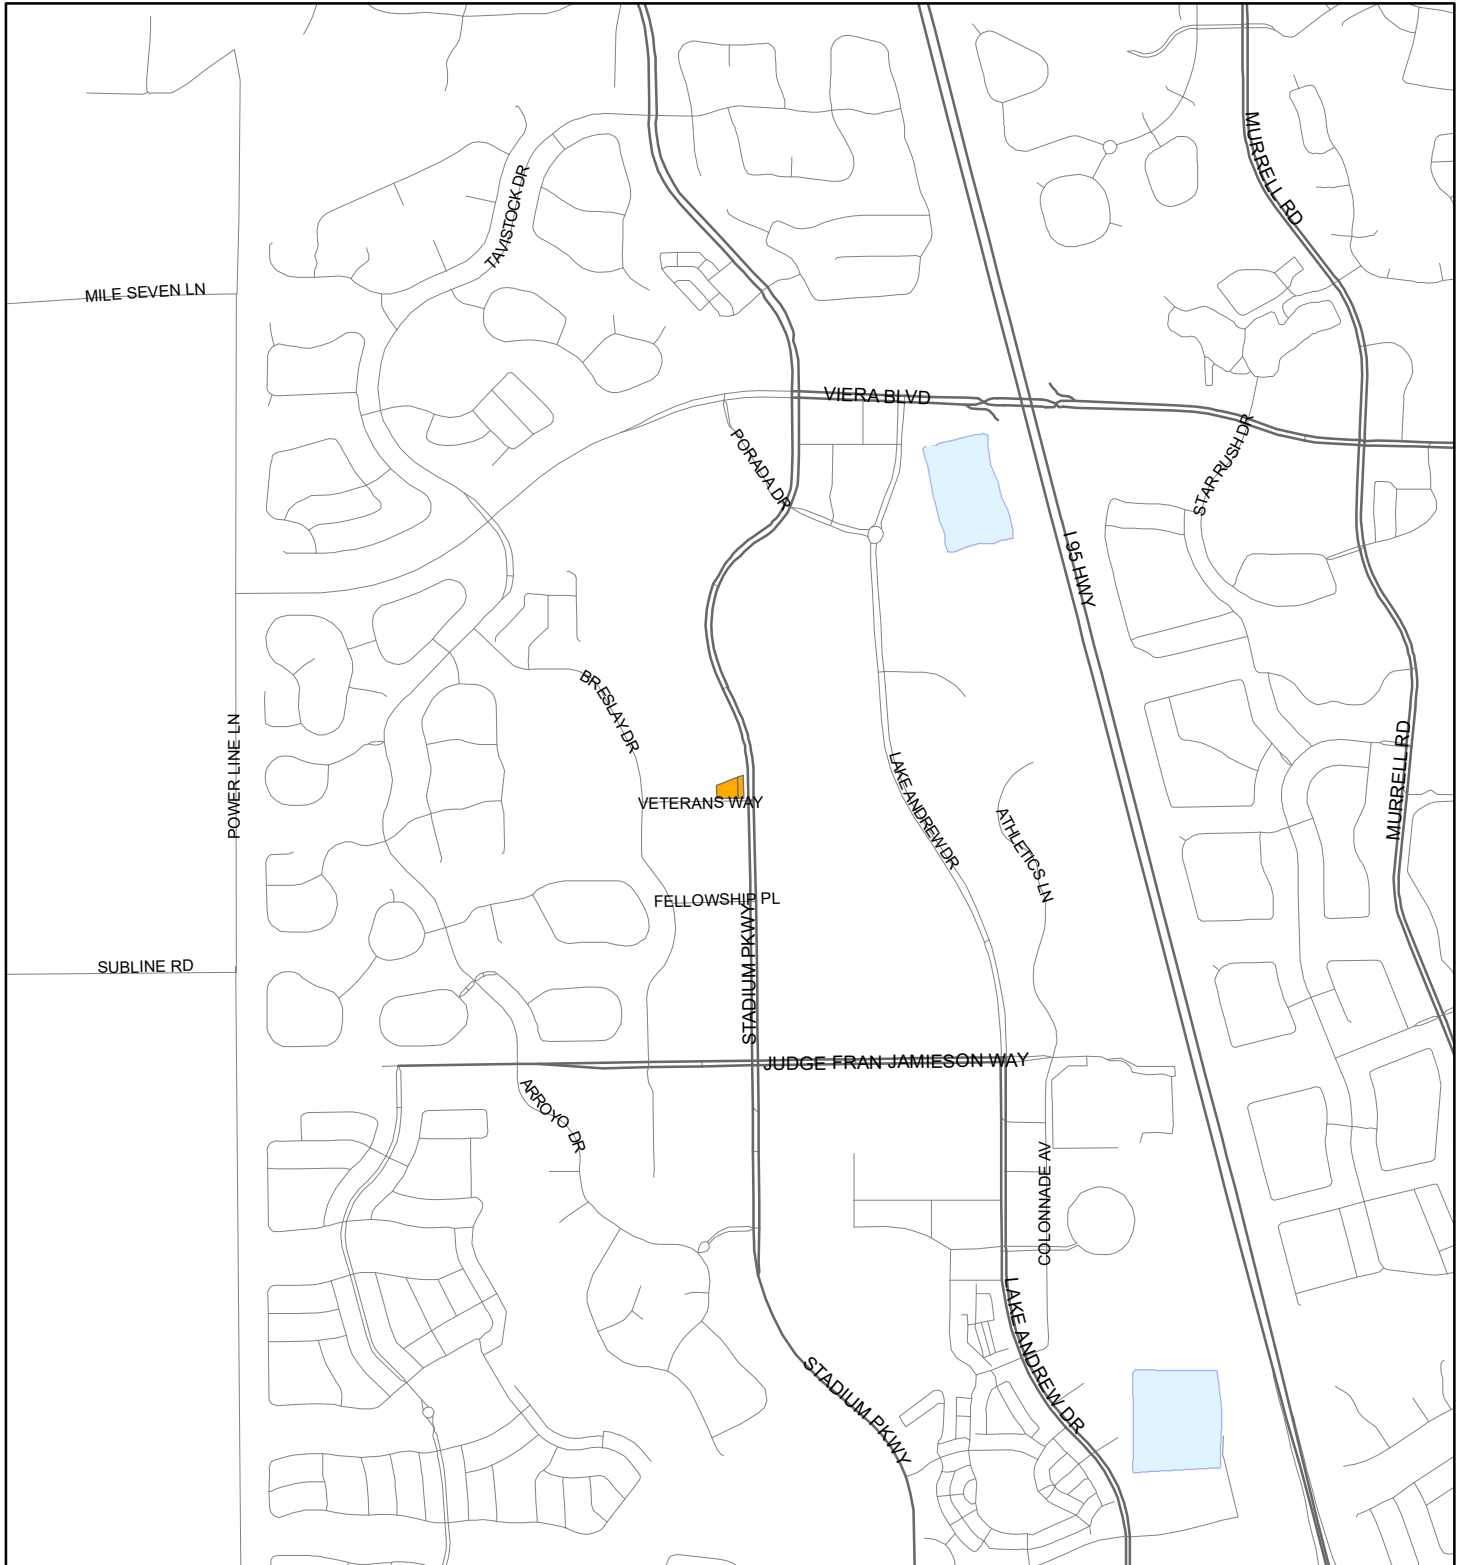 MURRELL RD
TAVISTOCK DR
MILE SEVEN LN
VIERA BLVD
PORADA DR
STAR RUSH DR
I 95 HWY
BRESLAY DR
POWER LINE LN
MURRELL RD
LAKE ANDREW DR
VETERANS WAY
ATHLETICS LN
FELLOWSHIP PL
STADIUM PKWY
SUBLINE RD
JUDGE FRAN JAMIESON WAY
ARROYO DR
COLONNADE AV
LAKE ANDREW DR
STADIUM PKWY